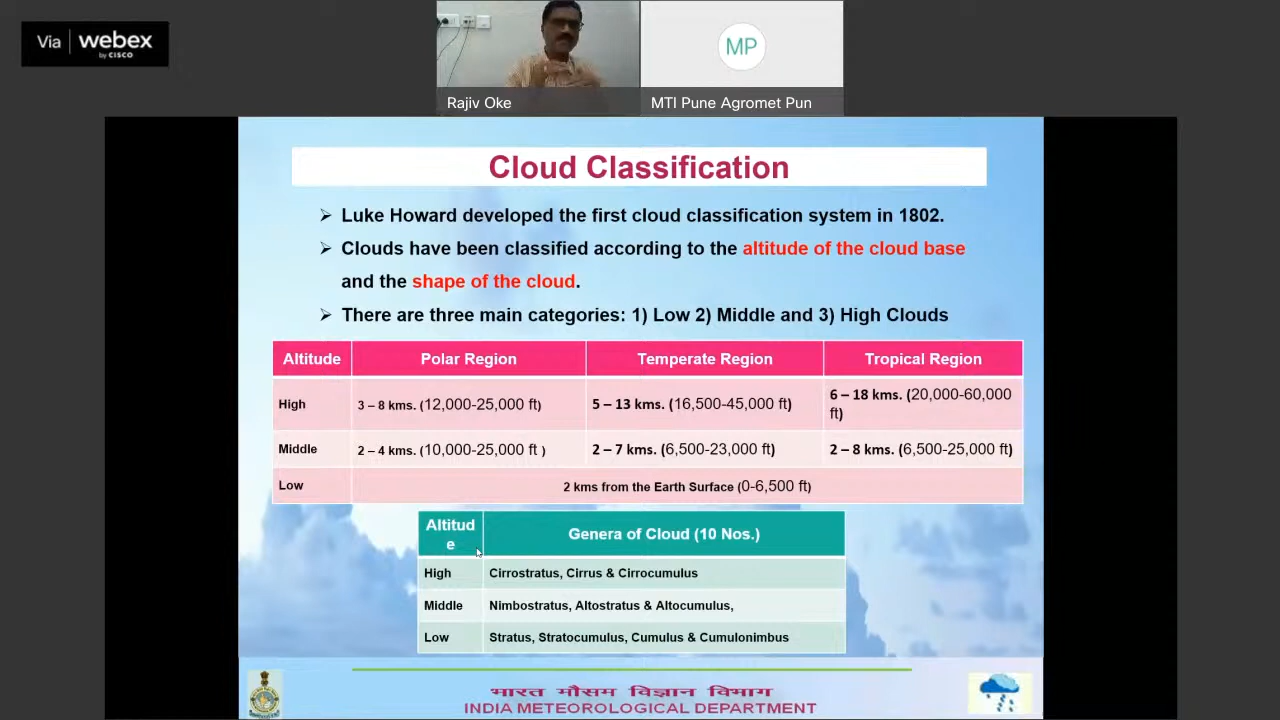 Via webex
by CISCO
MP
Rajiv Oke
MTI Pune Agromet Pun
Cloud Classification
➢ Luke Howard developed the first cloud classification system in 1802.
➢ Clouds have been classified according to the altitude of the cloud base
and the shape of the cloud.
➢ There are three main categories: 1) Low 2) Middle and 3) High Clouds
Altitude Polar Region Temperate Region Tropical Region
High 3 – 8 kms. (12,000-25,000 ft) 5 – 13 kms. (16,500-45,000 ft) 6 – 18 kms. (20,000-60,000
ft)
Middle 2 – 4 kms. (10,000-25,000 ft ) 2 – 7 kms. (6,500-23,000 ft) 2 – 8 kms. (6,500-25,000 ft)
Low 2 kms from the Earth Surface (0-6,500 ft)
Altitud
e Genera of Cloud (10 Nos.)
High Cirrostratus, Cirrus & Cirrocumulus
Middle Nimbostratus, Altostratus & Altocumulus,
Low Stratus, Stratocumulus, Cumulus & Cumulonimbus
भारत मौसम विज्ञान विभाग
INDIA METEOROLOGICAL DEPARTMENT